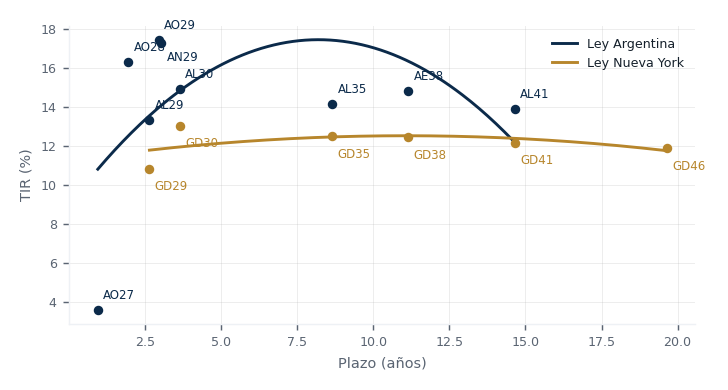 18
16
14
12
10
8
6
4
TIR (%)
AO29
AO28
AN29
AL30
AL29
AL35
AE38
AL41
GD30
GD29
GD35
GD38
GD41
GD46
AO27
Ley Argentina
Ley Nueva York
2.5
5.0
7.5
10.0
12.5
15.0
17.5
20.0
Plazo (años)